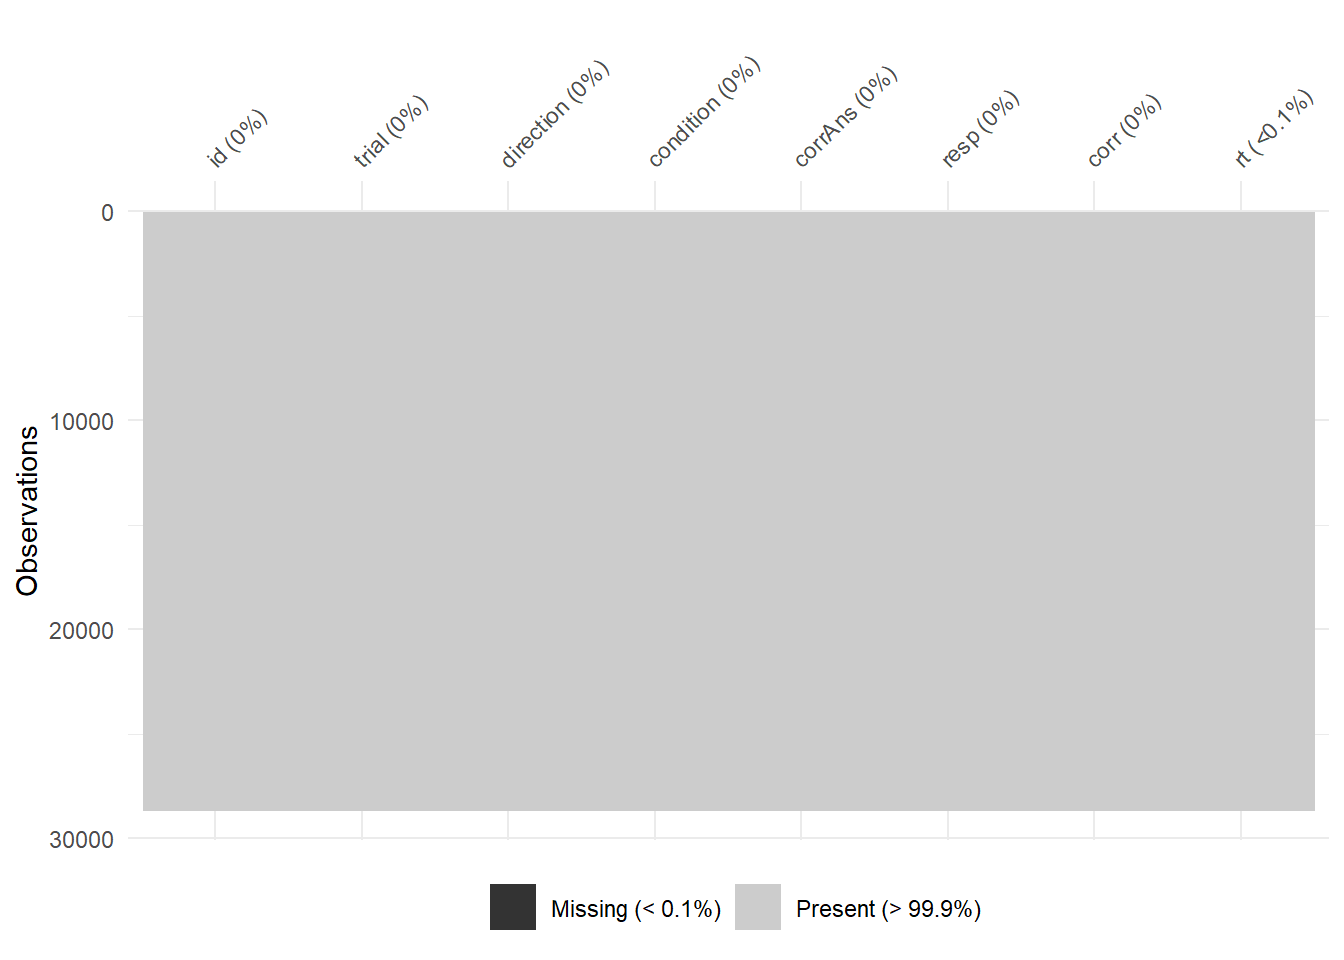 id (0%)
trial (0%)
direction (0%)
condition (0%)
corrAns (0%)
resp (0%)
corr (0%)
rt (<0.1%)
0
10000
20000
30000
Observations
Missing (< 0.1%)
Present (> 99.9%)